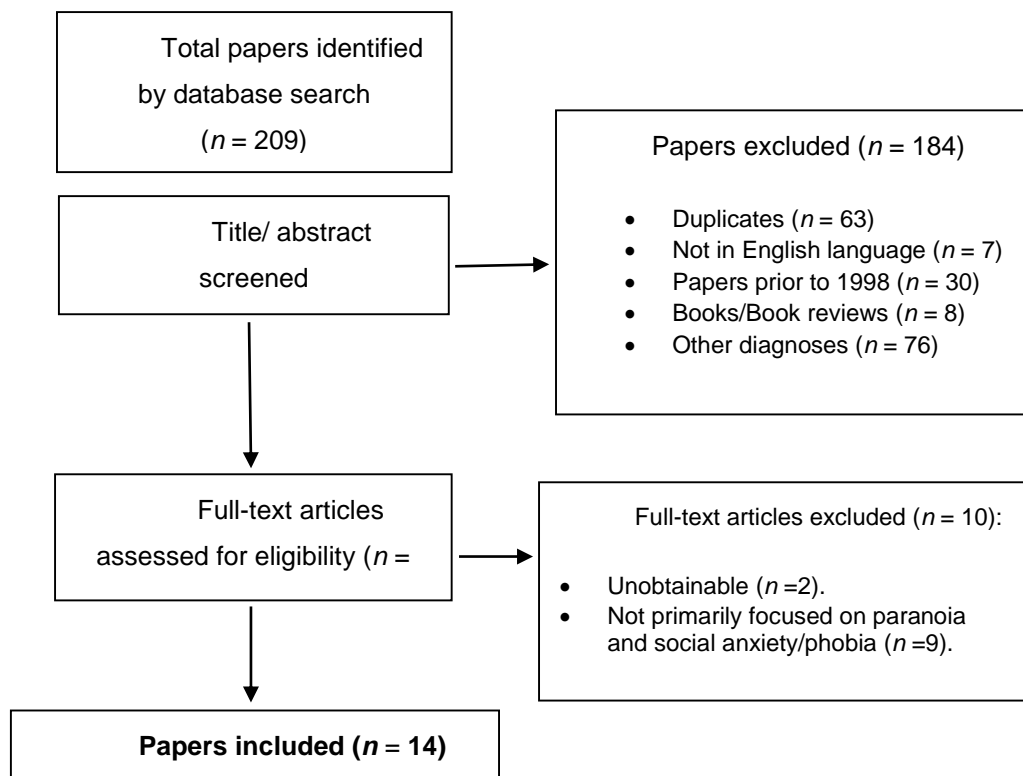 Total papers identified
by database search
(n = 209)
Title/ abstract
screened
Papers excluded (n = 184)
• Duplicates (n = 63)
• Not in English language (n = 7)
• Papers prior to 1998 (n = 30)
• Books/Book reviews (n = 8)
• Other diagnoses (n = 76)
Full-text articles
assessed for eligibility (n =
Full-text articles excluded (n = 10):
• Unobtainable (n =2).
• Not primarily focused on paranoia
and social anxiety/phobia (n =9).
Papers included (n = 14)